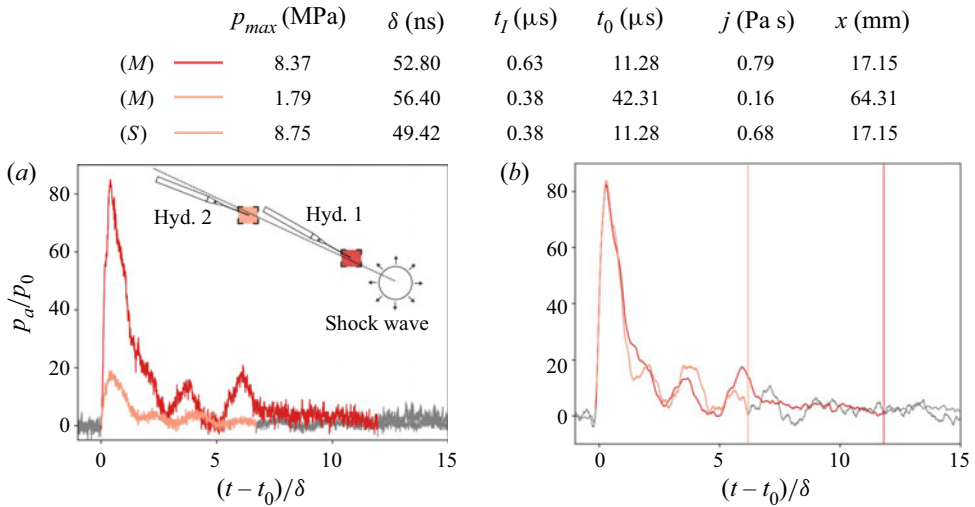 p_max (MPa) δ (ns) t_I (μs) t_0 (μs) j (Pa s) x (mm)
(M) 8.37 52.80 0.63 11.28 0.79 17.15
(M) 1.79 56.40 0.38 42.31 0.16 64.31
(S) 8.75 49.42 0.38 11.28 0.68 17.15
(a) (b)
80 80
Hyd. 2 Hyd. 1
60 60
p_a/p_0
Shock wave
40 40
20 20
0 0
0 5 10 15 0 5 10 15
(t – t_0)/δ (t – t_0)/δ